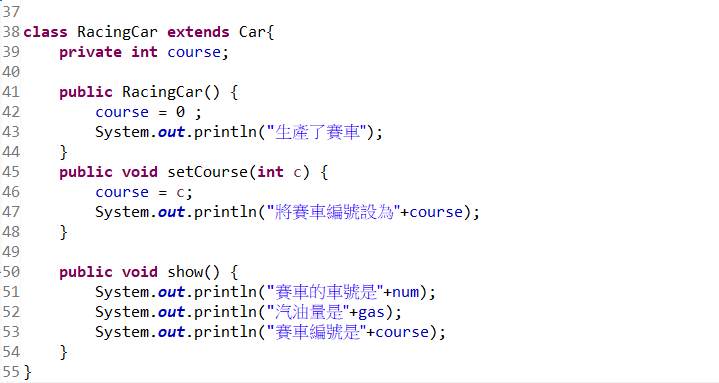 37
38 class RacingCar extends Car{
39     private int course;
40
41     public RacingCar() {
42         course = 0 ;
43         System.out.println("生產了賽車");
44     }
45     public void setCourse(int c) {
46         course = c;
47         System.out.println("將賽車編號設為"+course);
48     }
49
50     public void show() {
51         System.out.println("賽車的車號是"+num);
52         System.out.println("汽油量是"+gas);
53         System.out.println("賽車編號是"+course);
54     }
55 }